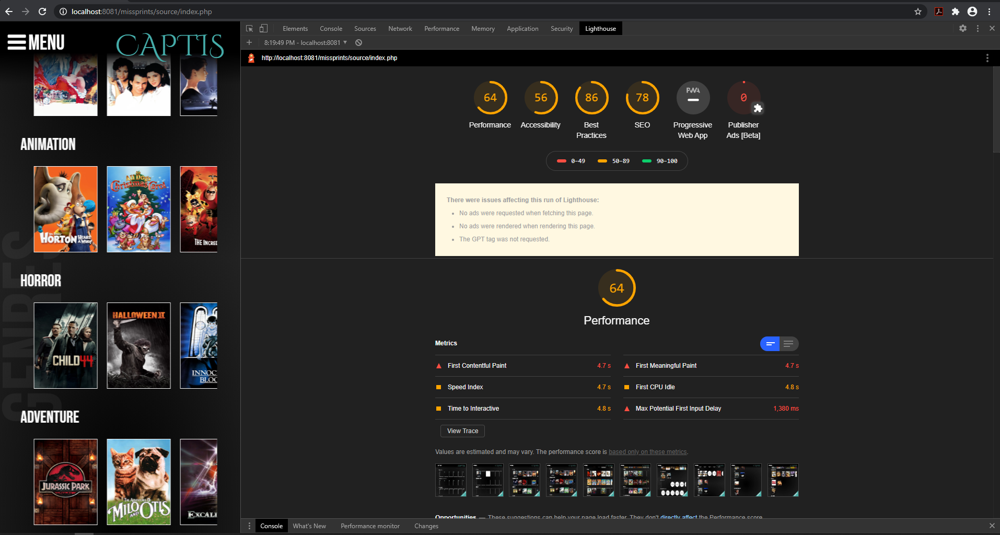 localhost:8081/missprints/source/index.php
MENU
CAPTIS
ANIMATION
All Dogs
Christmas Carol
HORTON
HEARS A WHO!
THE INCRED
GENRES
HORROR
CHILD 44
HALLOWEEN II
INNOC
BLOO
ADVENTURE
JURASSIC PARK
THE ADVENTURES OF
MILO AND OTIS
EXCALI
Elements Console Sources Network Performance Memory Application Security Lighthouse
8:19:49 PM - localhost:8081
http://localhost:8081/missprints/source/index.php
64 56 86 78 PWA 0
Performance Accessibility Best Practices SEO Progressive Web App Publisher Ads [Beta]
0–49 50–89 90–100
There were issues affecting this run of Lighthouse:
No ads were requested when fetching this page.
No ads were rendered when rendering this page.
The GPT tag was not requested.
64
Performance
Metrics
First Contentful Paint 4.7 s First Meaningful Paint 4.7 s
Speed Index 4.7 s First CPU Idle 4.8 s
Time to Interactive 4.8 s Max Potential First Input Delay 1,380 ms
View Trace
Values are estimated and may vary. The performance score is based only on these metrics.
Opportunities — These suggestions can help your page load faster. They don't directly affect the Performance score.
Console What's New Performance monitor Changes